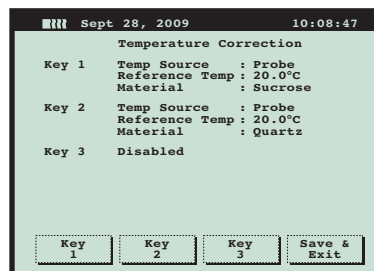 Sept 28, 2009 10:08:47
Temperature Correction
Key 1 Temp Source : Probe
Reference Temp : 20.0°C
Material : Sucrose
Key 2 Temp Source : Probe
Reference Temp : 20.0°C
Material : Quartz
Key 3 Disabled
Key 1
Key 2
Key 3
Save & Exit